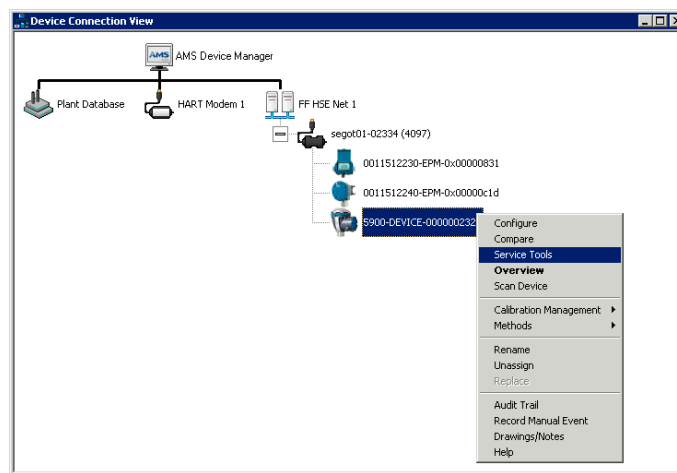 Device Connection View
AMS
AMS Device Manager
Plant Database
HART Modem 1
FF HSE Net 1
segot01-02334 (4097)
0011512230-EPM-0x00000831
0011512240-EPM-0x00000c1d
5900-DEVICE-000000232
Configure
Compare
Service Tools
Overview
Scan Device
Calibration Management
Methods
Rename
Unassign
Replace
Audit Trail
Record Manual Event
Drawings/Notes
Help